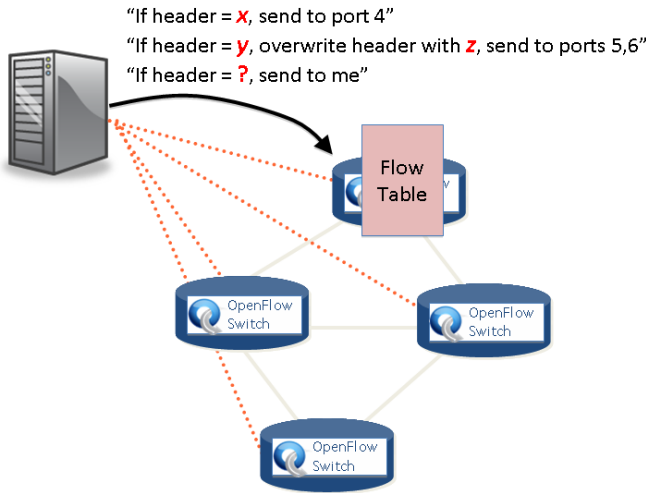 “If header = x, send to port 4”
“If header = y, overwrite header with z, send to ports 5,6”
“If header = ?, send to me”
Flow
Table
OpenFlow
Switch
OpenFlow
Switch
OpenFlow
Switch